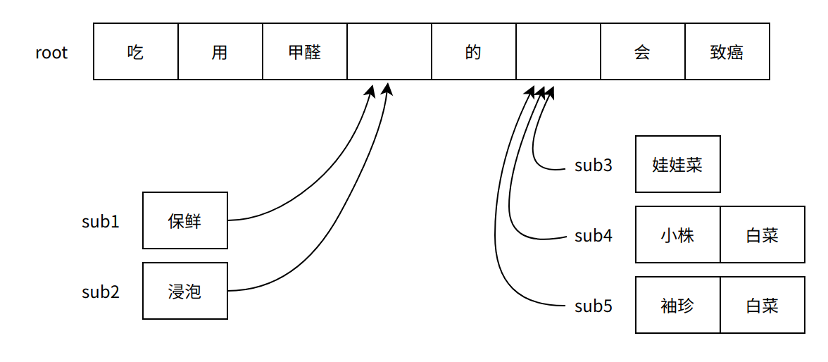 root 吃 用 甲醛 的 会 致癌
sub3 娃娃菜
sub1 保鲜
sub4 小株 白菜
sub2 浸泡
sub5 袖珍 白菜